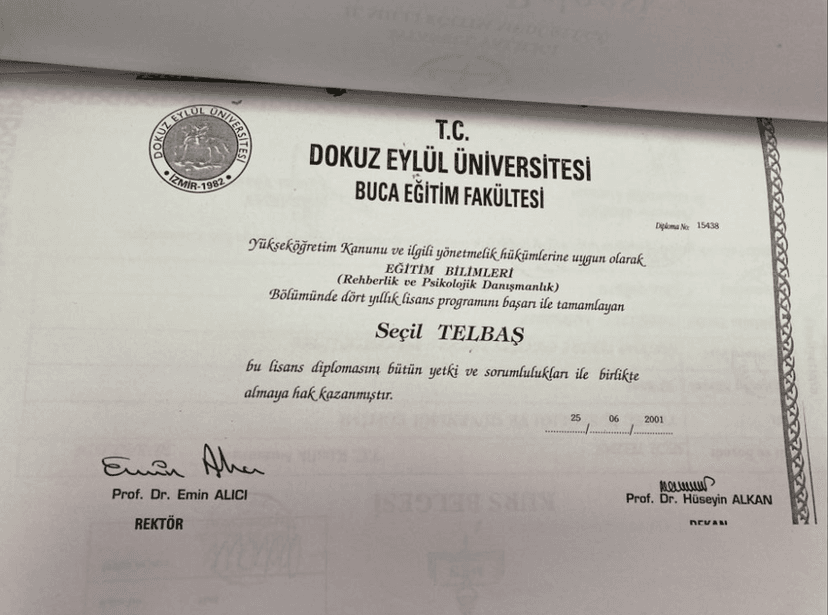 DOKUZ EYLÜL ÜNİVERSİTESİ
• İZMİR-1982 •
T.C.
DOKUZ EYLÜL ÜNİVERSİTESİ
BUCA EĞİTİM FAKÜLTESİ
Diploma No: 15438
Yükseköğretim Kanunu ve ilgili yönetmelik hükümlerine uygun olarak
EĞİTİM BİLİMLERİ
(Rehberlik ve Psikolojik Danışmanlık)
Bölümünde dört yıllık lisans programını başarı ile tamamlayan
Seçil TELBAŞ
bu lisans diplomasını bütün yetki ve sorumlulukları ile birlikte
almaya hak kazanmıştır.
25 / 06 / 2001
Prof. Dr. Emin ALICI
REKTÖR
Prof. Dr. Hüseyin ALKAN
DEKAN